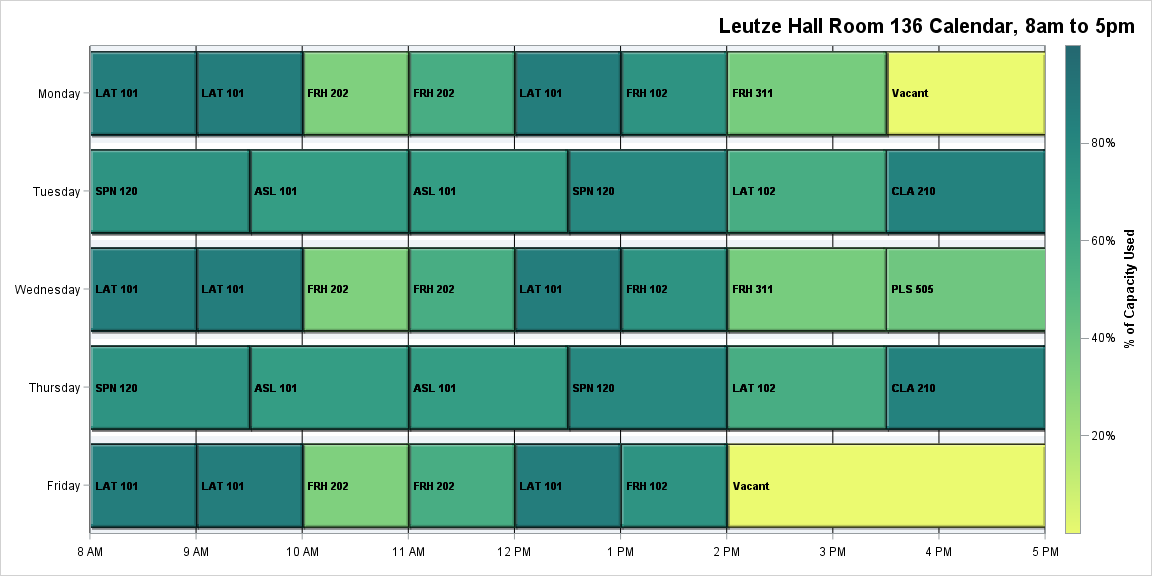 Leutze Hall Room 136 Calendar, 8am to 5pm
Monday
LAT 101
LAT 101
FRH 202
FRH 202
LAT 101
FRH 102
FRH 311
Vacant
Tuesday
SPN 120
ASL 101
ASL 101
SPN 120
LAT 102
CLA 210
Wednesday
LAT 101
LAT 101
FRH 202
FRH 202
LAT 101
FRH 102
FRH 311
PLS 505
Thursday
SPN 120
ASL 101
ASL 101
SPN 120
LAT 102
CLA 210
Friday
LAT 101
LAT 101
FRH 202
FRH 202
LAT 101
FRH 102
Vacant
8 AM
9 AM
10 AM
11 AM
12 PM
1 PM
2 PM
3 PM
4 PM
5 PM
80%
60%
40%
20%
% of Capacity Used